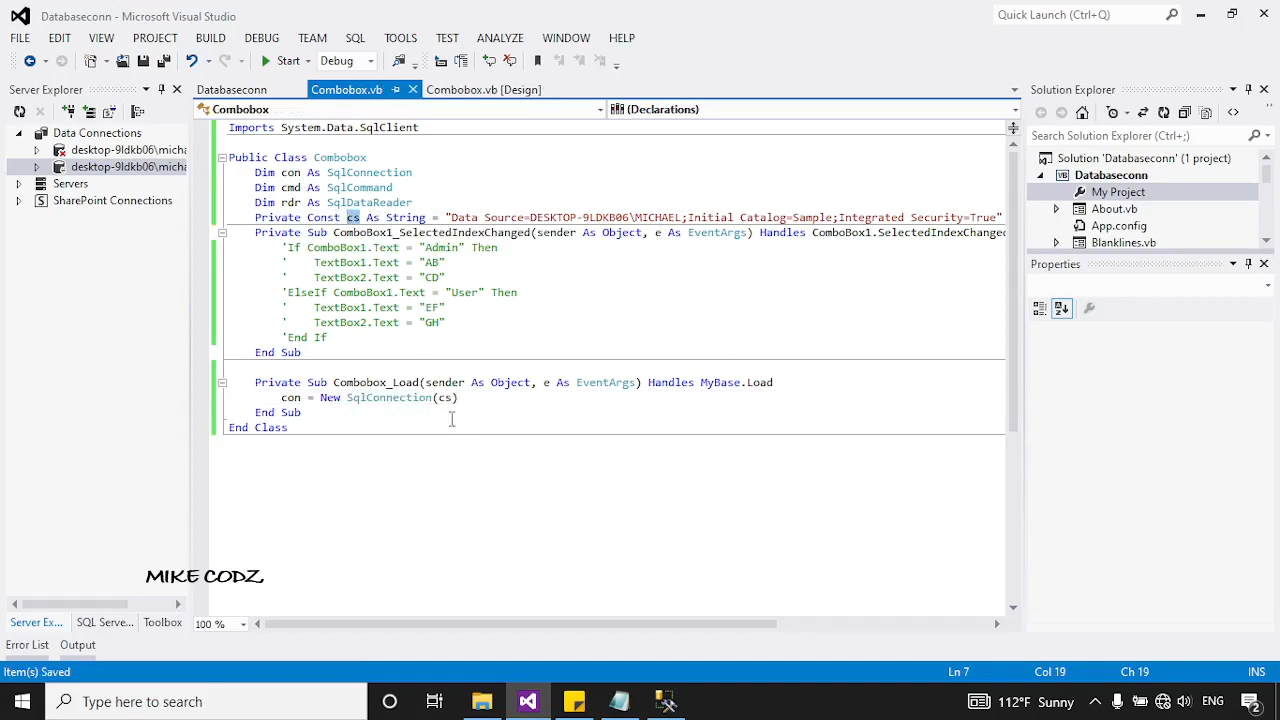 Databaseconn - Microsoft Visual Studio
Quick Launch (Ctrl+Q)
FILE EDIT VIEW PROJECT BUILD DEBUG TEAM SQL TOOLS TEST ANALYZE WINDOW HELP
Start Debug
Server Explorer
Databaseconn Combobox.vb Combobox.vb [Design]
Solution Explorer
Combobox (Declarations)
Search Solution Explorer (Ctrl+;)
Data Connections
desktop-9ldkb06\micha
desktop-9ldkb06\micha
Servers
SharePoint Connections
Imports System.Data.SqlClient
Public Class Combobox
Dim con As SqlConnection
Dim cmd As SqlCommand
Dim rdr As SqlDataReader
Private Const cs As String = "Data Source=DESKTOP-9LDKB06\MICHAEL;Initial Catalog=Sample;Integrated Security=True"
Private Sub ComboBox1_SelectedIndexChanged(sender As Object, e As EventArgs) Handles ComboBox1.SelectedIndexChanged
'If ComboBox1.Text = "Admin" Then
'    TextBox1.Text = "AB"
'    TextBox2.Text = "CD"
'ElseIf ComboBox1.Text = "User" Then
'    TextBox1.Text = "EF"
'    TextBox2.Text = "GH"
'End If
End Sub
Private Sub Combobox_Load(sender As Object, e As EventArgs) Handles MyBase.Load
con = New SqlConnection(cs)
End Sub
End Class
Solution 'Databaseconn' (1 project)
Databaseconn
My Project
About.vb
App.config
Blanklines.vb
Properties
MIKE CODZ,
Server Ex... SQL Serve... Toolbox
100 %
Error List Output
Item(s) Saved
Ln 7 Col 19 Ch 19 INS
Type here to search
112°F Sunny
ENG
2